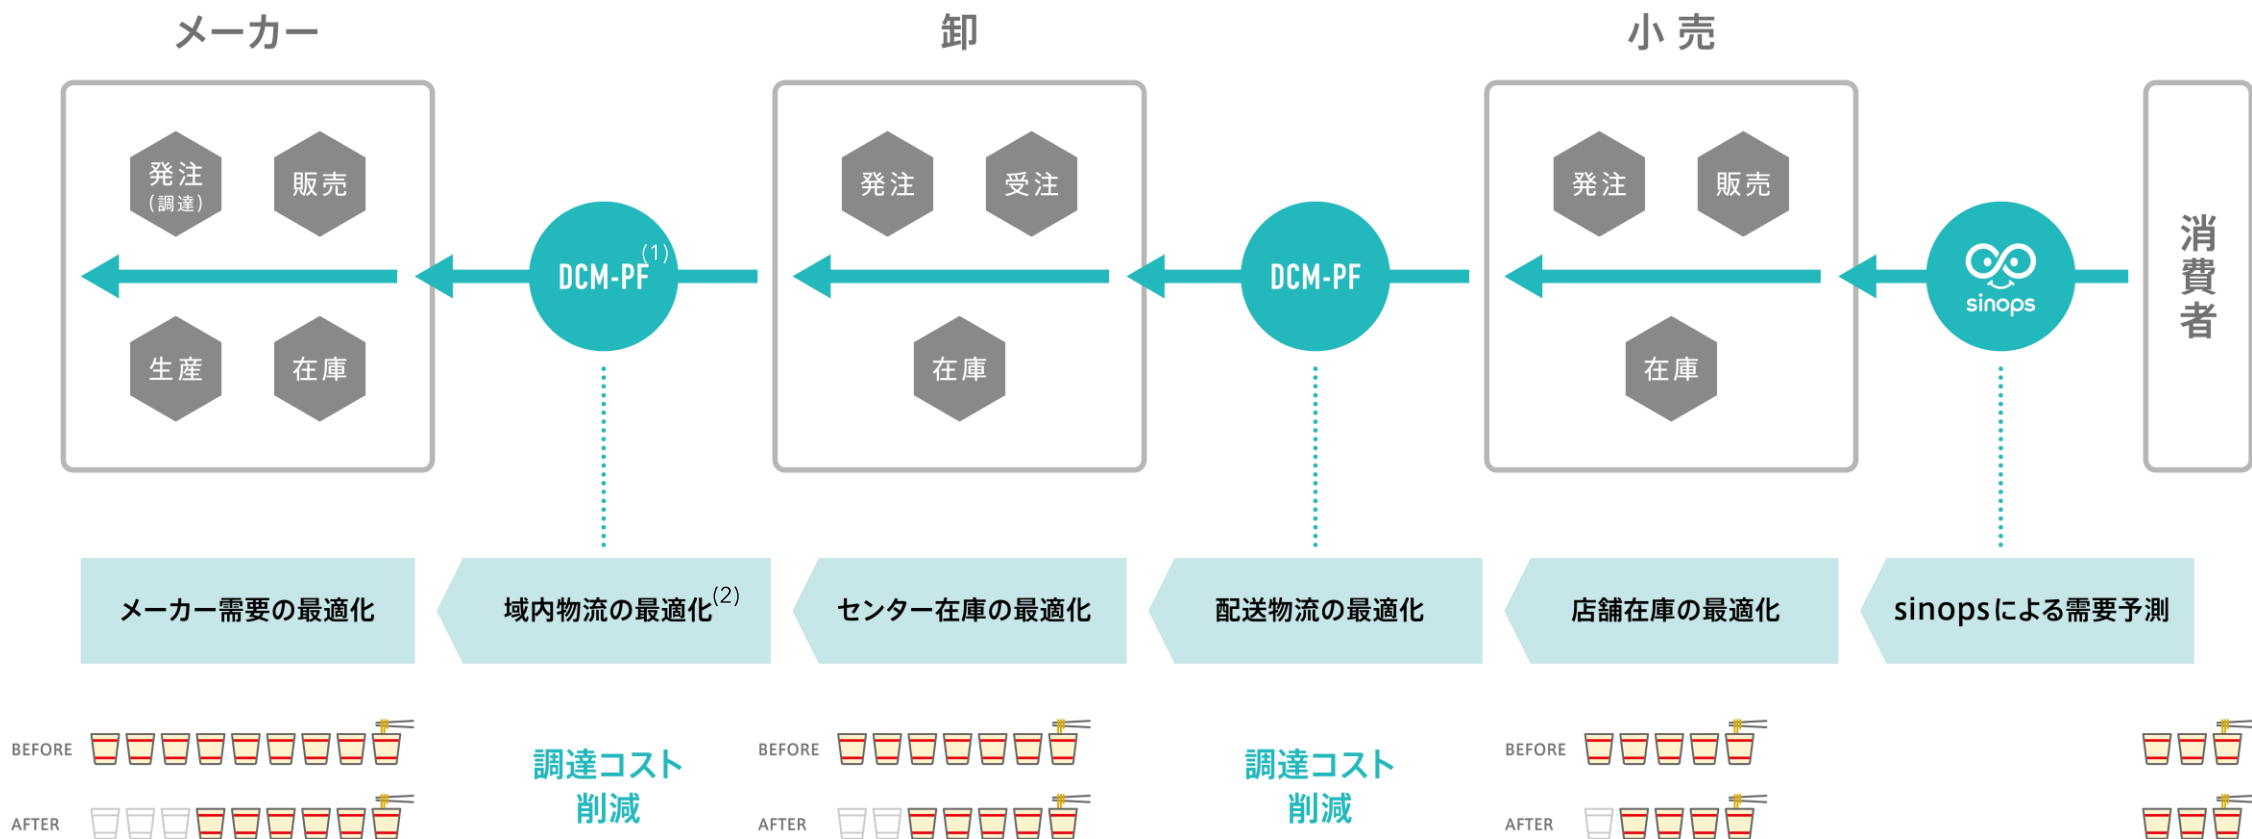 メーカー
卸
小売
発注
(調達)
販売
生産
在庫
DCM-PF(1)
発注
受注
在庫
DCM-PF
発注
販売
在庫
sinops
消費者
メーカー需要の最適化
域内物流の最適化(2)
センター在庫の最適化
配送物流の最適化
店舗在庫の最適化
sinopsによる需要予測
BEFORE
AFTER
調達コスト
削減
BEFORE
AFTER
調達コスト
削減
BEFORE
AFTER